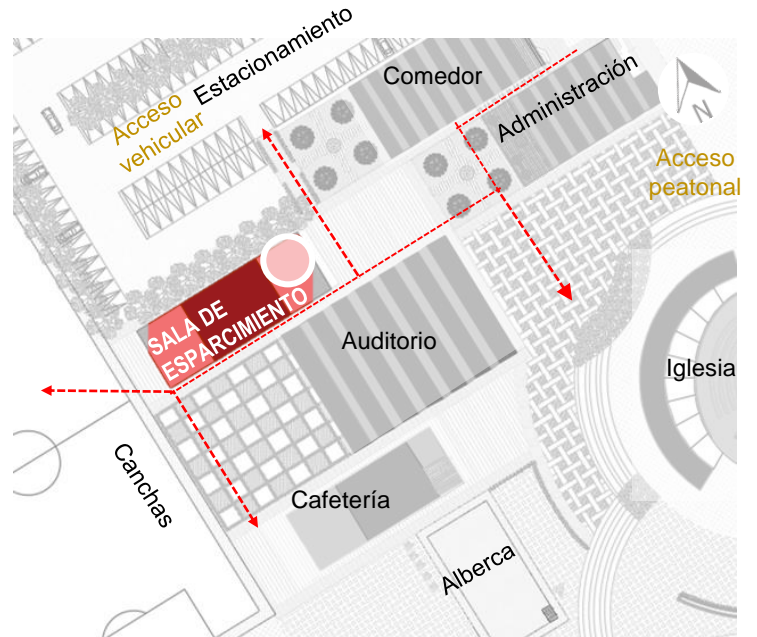 Estacionamiento
Comedor
Administración
N
Acceso
vehicular
Acceso
peatonal
SALA DE
ESPARCIMIENTO
Auditorio
Iglesia
Canchas
Cafetería
Alberca